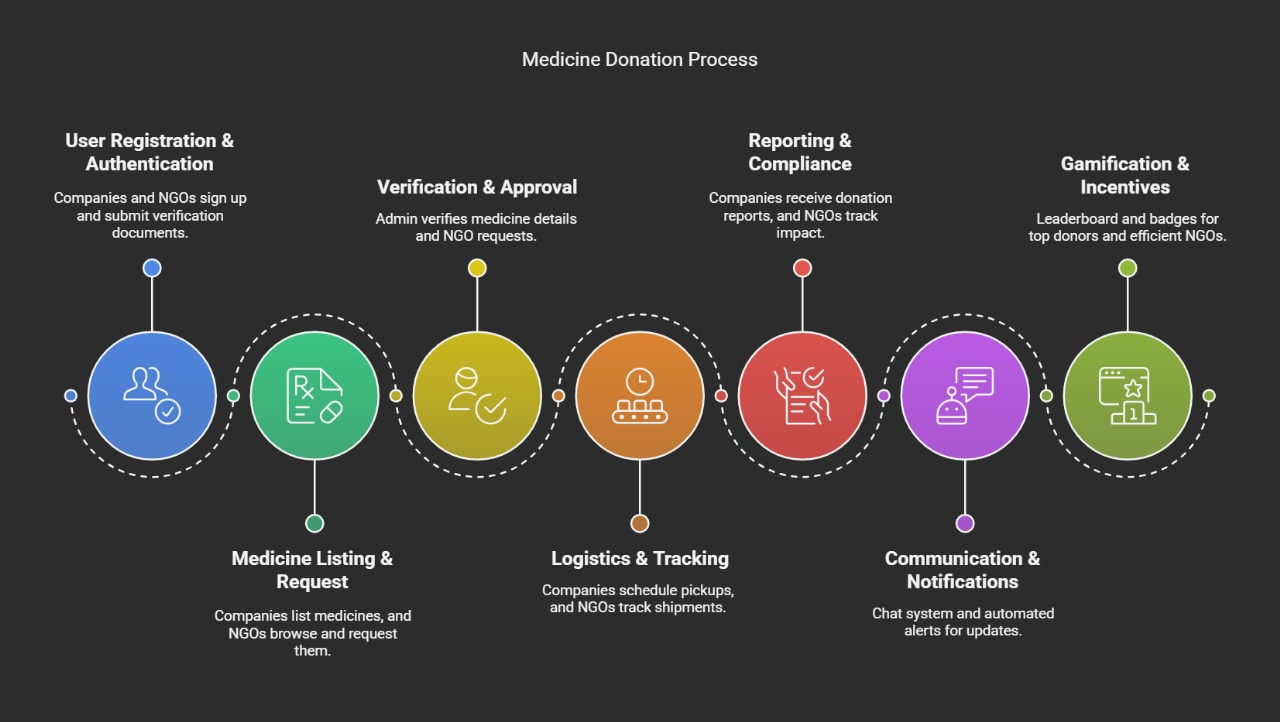 Medicine Donation Process
User Registration &
Authentication
Companies and NGOs sign up
and submit verification
documents.
Rx
Medicine Listing &
Request
Companies list medicines, and
NGOs browse and request
them.
Verification & Approval
Admin verifies medicine details
and NGO requests.
Logistics & Tracking
Companies schedule pickups,
and NGOs track shipments.
Reporting &
Compliance
Companies receive donation
reports, and NGOs track
impact.
Communication &
Notifications
Chat system and automated
alerts for updates.
Gamification &
Incentives
Leaderboard and badges for
top donors and efficient NGOs.
1